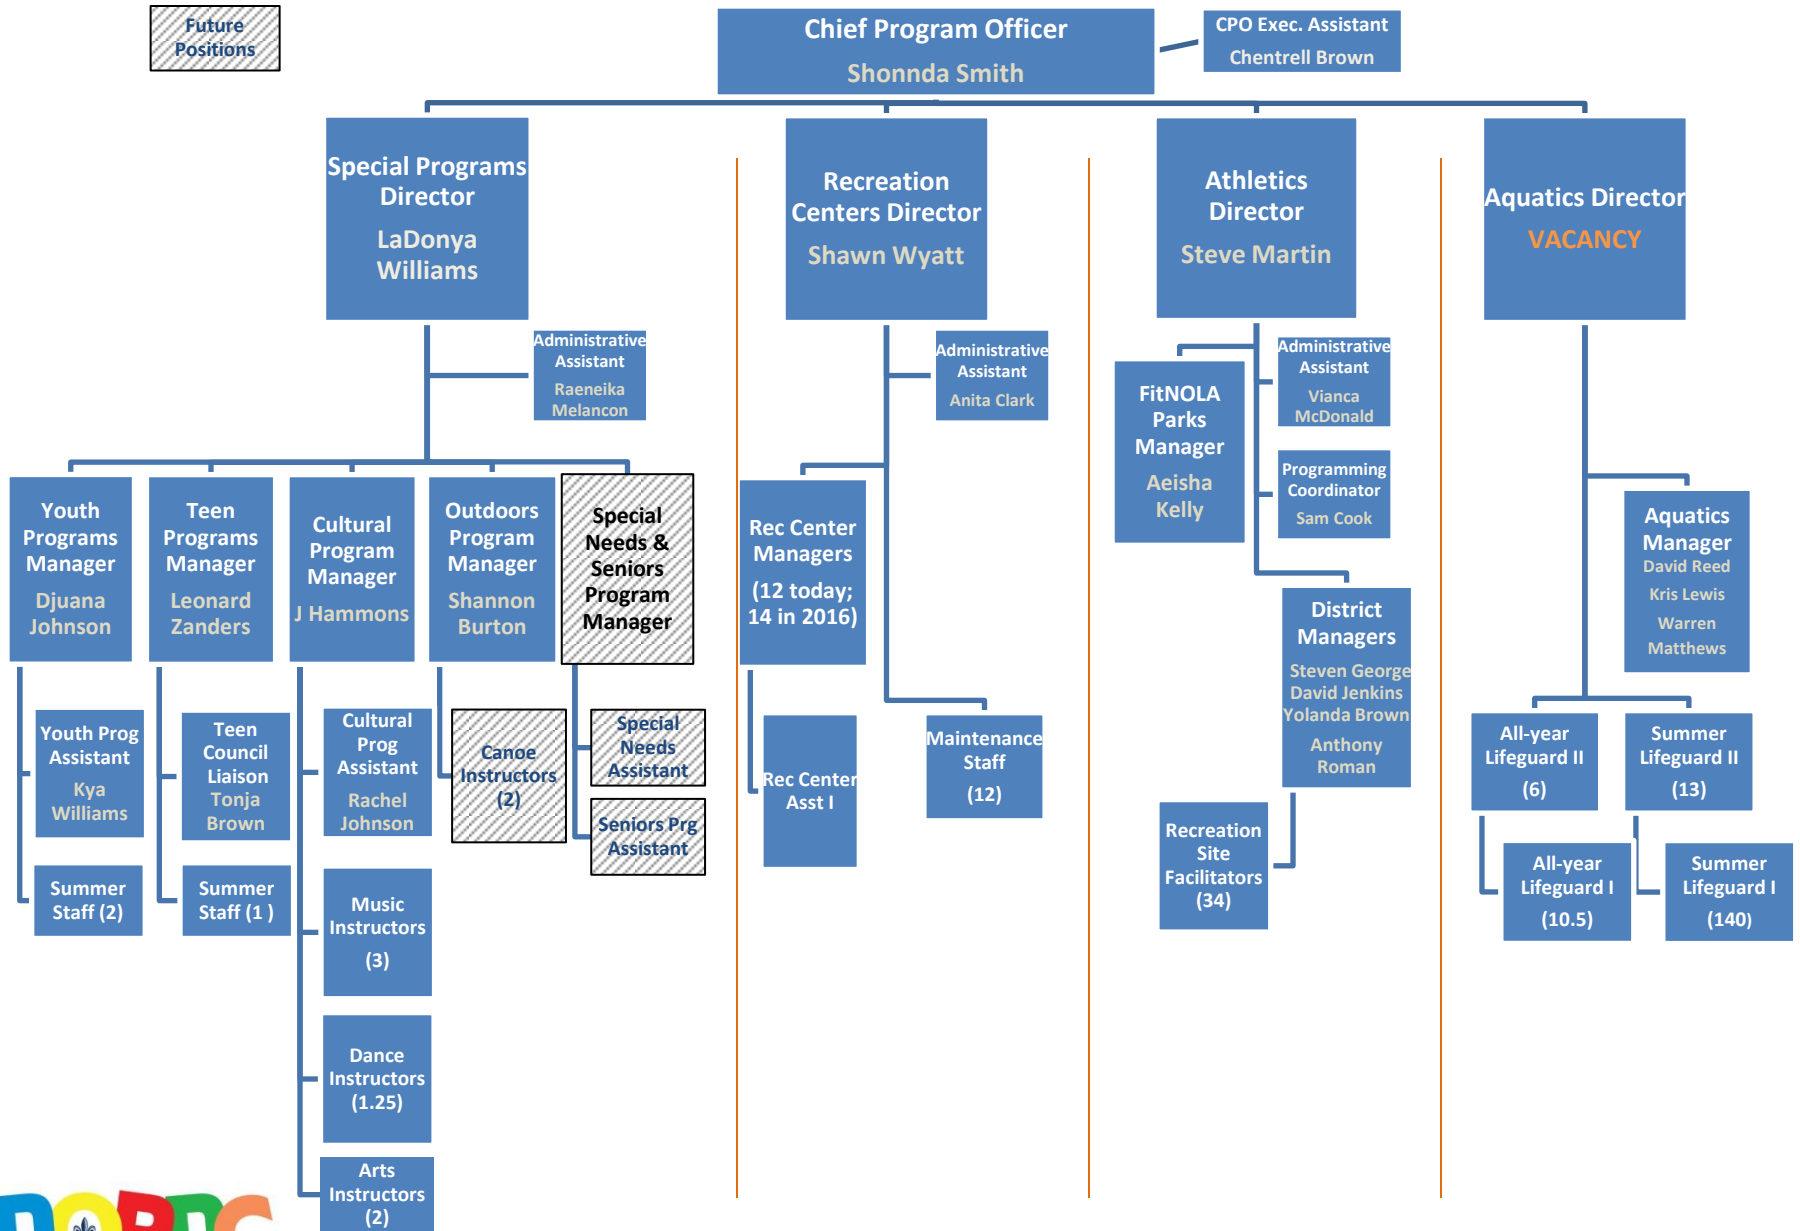 Future
Positions
Chief Program Officer
Shonnda Smith
CPO Exec. Assistant
Chentrell Brown
Special Programs
Director
LaDonya
Williams
Recreation
Centers Director
Shawn Wyatt
Athletics
Director
Steve Martin
Aquatics Director
VACANCY
Administrative
Assistant
Raeneika
Melancon
Administrative
Assistant
Anita Clark
FitNOLA
Parks
Manager
Aeisha
Kelly
Administrative
Assistant
Vianca
McDonald
Programming
Coordinator
Sam Cook
Youth
Programs
Manager
Djuana
Johnson
Teen
Programs
Manager
Leonard
Zanders
Cultural
Program
Manager
J Hammons
Outdoors
Program
Manager
Shannon
Burton
Special
Needs &
Seniors
Program
Manager
Rec Center
Managers
(12 today;
14 in 2016)
District
Managers
Steven George
David Jenkins
Yolanda Brown
Anthony
Roman
Aquatics
Manager
David Reed
Kris Lewis
Warren
Matthews
Youth Prog
Assistant
Kya
Williams
Teen
Council
Liaison
Tonja
Brown
Cultural
Prog
Assistant
Rachel
Johnson
Canoe
Instructors
(2)
Special
Needs
Assistant
Seniors Prg
Assistant
Rec Center
Asst I
Maintenance
Staff
(12)
Recreation
Site
Facilitators
(34)
All-year
Lifeguard II
(6)
Summer
Lifeguard II
(13)
All-year
Lifeguard I
(10.5)
Summer
Lifeguard I
(140)
Summer
Staff (2)
Summer
Staff (1 )
Music
Instructors
(3)
Dance
Instructors
(1.25)
Arts
Instructors
(2)
NORDC